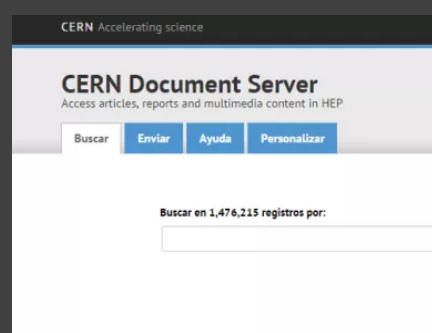 CERN Accelerating science
CERN Document Server
Access articles, reports and multimedia content in HEP
Buscar Enviar Ayuda Personalizar
Buscar en 1,476,215 registros por: